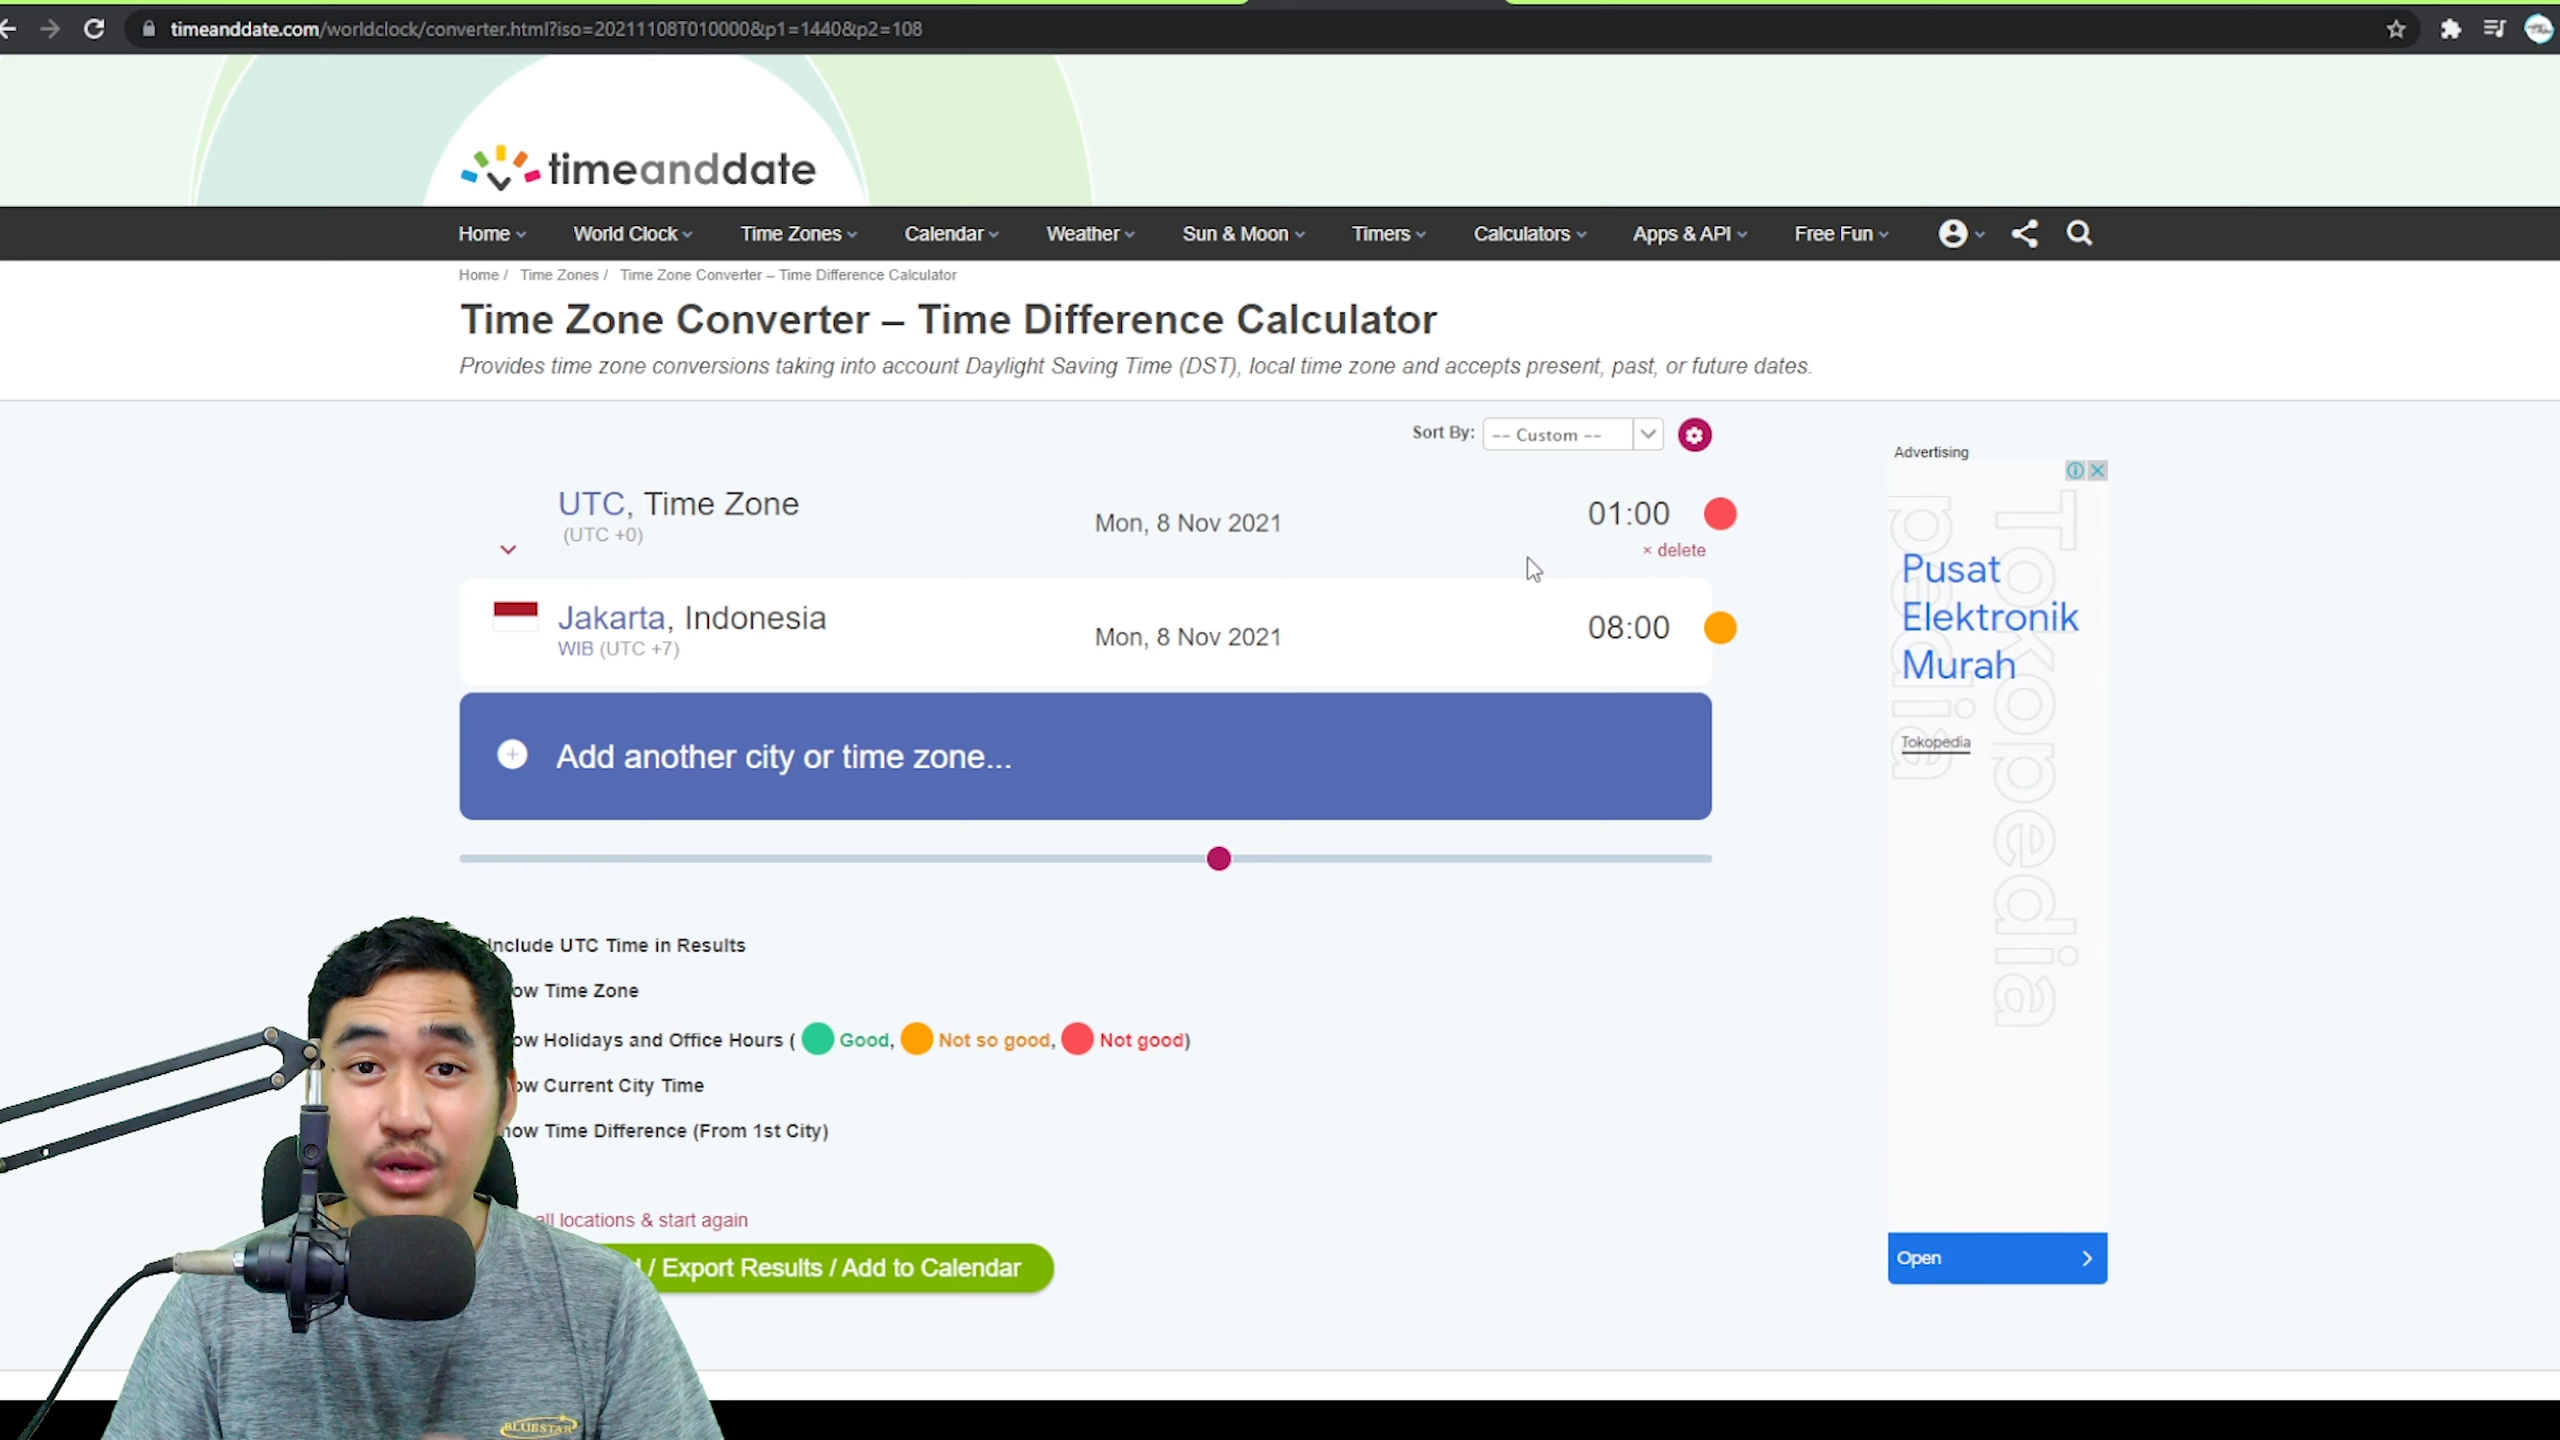 timeanddate.com/worldclock/converter.html?iso=20211108T010000&p1=1440&p2=108
timeanddate
Home World Clock Time Zones Calendar Weather Sun & Moon Timers Calculators Apps & API Free Fun
Home / Time Zones / Time Zone Converter – Time Difference Calculator
Time Zone Converter – Time Difference Calculator
Provides time zone conversions taking into account Daylight Saving Time (DST), local time zone and accepts present, past, or future dates.
Sort By: -- Custom --
UTC, Time Zone
(UTC +0)
Mon, 8 Nov 2021
01:00
× delete
Jakarta, Indonesia
WIB (UTC +7)
Mon, 8 Nov 2021
08:00
Add another city or time zone...
Include UTC Time in Results
ow Time Zone
ow Holidays and Office Hours ( Good, Not so good, Not good)
ow Current City Time
how Time Difference (From 1st City)
all locations & start again
/ Export Results / Add to Calendar
Advertising
Tokopedia
Pusat
Elektronik
Murah
Tokopedia
Open
BLUESTAR